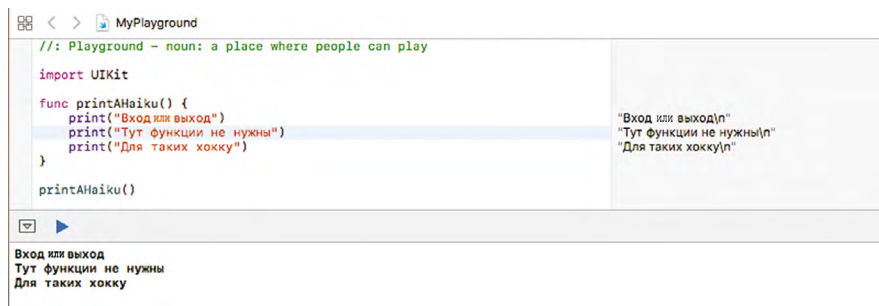 MyPlayground
//: Playground – noun: a place where people can play
import UIKit
func printAHaiku() {
print("Вход или выход")
"Вход или выход\n"
print("Тут функции не нужны")
"Тут функции не нужны\n"
print("Для таких хокку")
"Для таких хокку\n"
}
printAHaiku()
Вход или выход
Тут функции не нужны
Для таких хокку